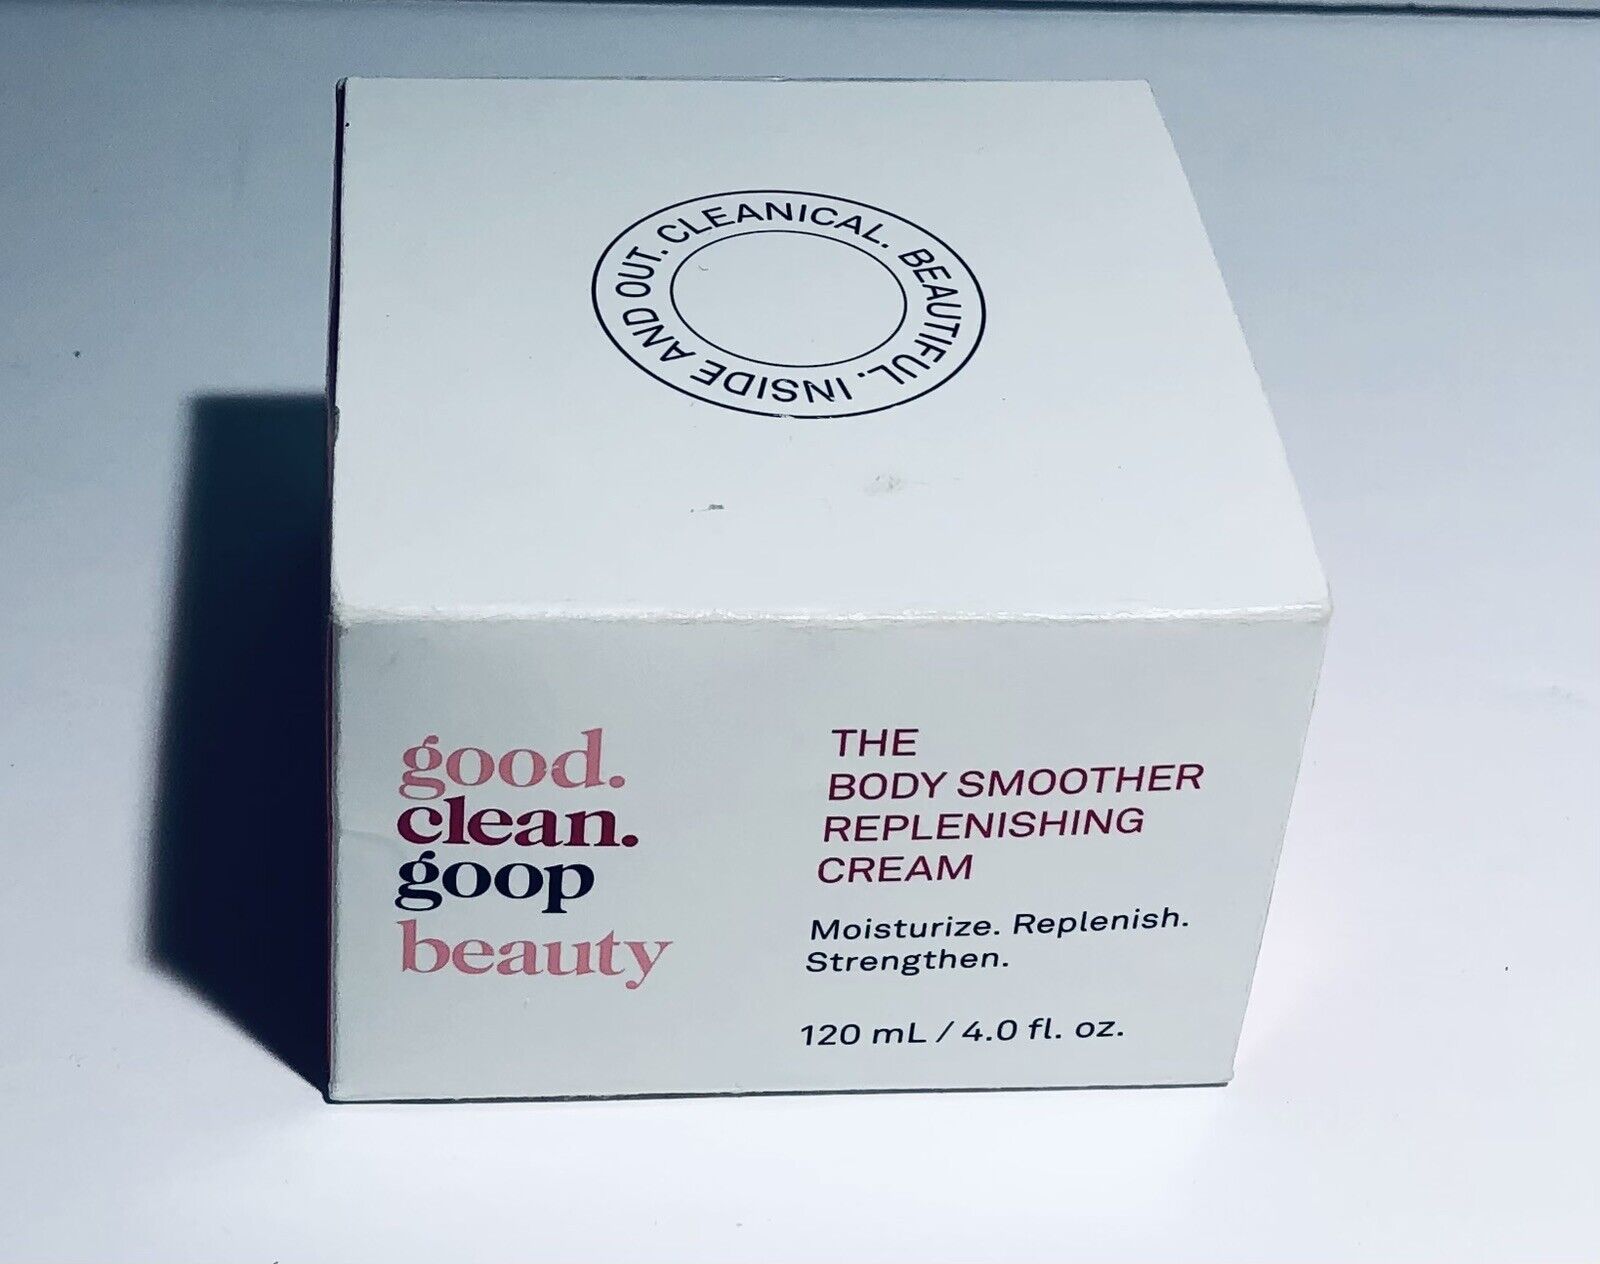 CLEANICAL. BEAUTIFUL. INSIDE AND OUT.
good.
clean.
goop
beauty
THE
BODY SMOOTHER
REPLENISHING
CREAM
Moisturize. Replenish.
Strengthen.
120 mL / 4.0 fl. oz.